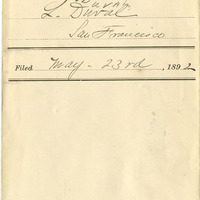 L. Duval
San Francisco
Filed May - 23rd , 1892